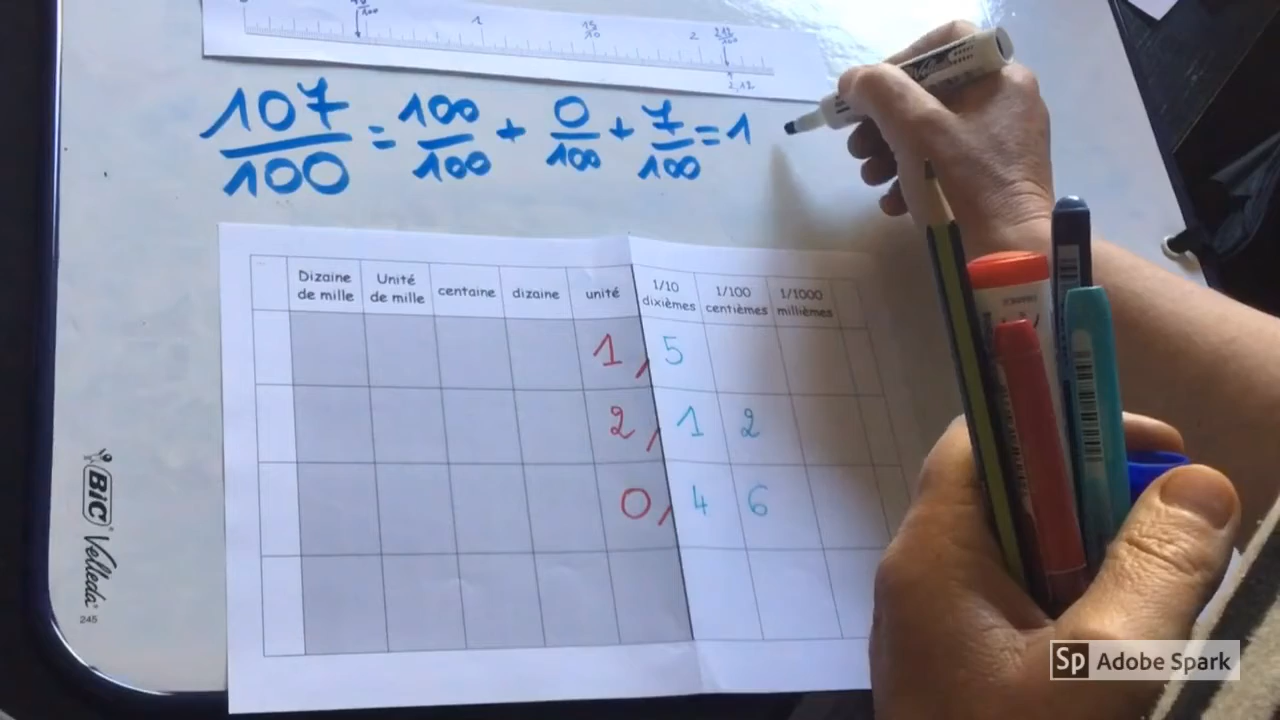 1 15/10 2 212/100
2,12
107/100 = 100/100 + 0/100 + 7/100 = 1
Dizaine de mille Unité de mille centaine dizaine unité 1/10 dixièmes 1/100 centièmes 1/1000 millièmes
1, 5
2, 1 2
0, 4 6
BiC Velleda
245
Velleda
Sp Adobe Spark